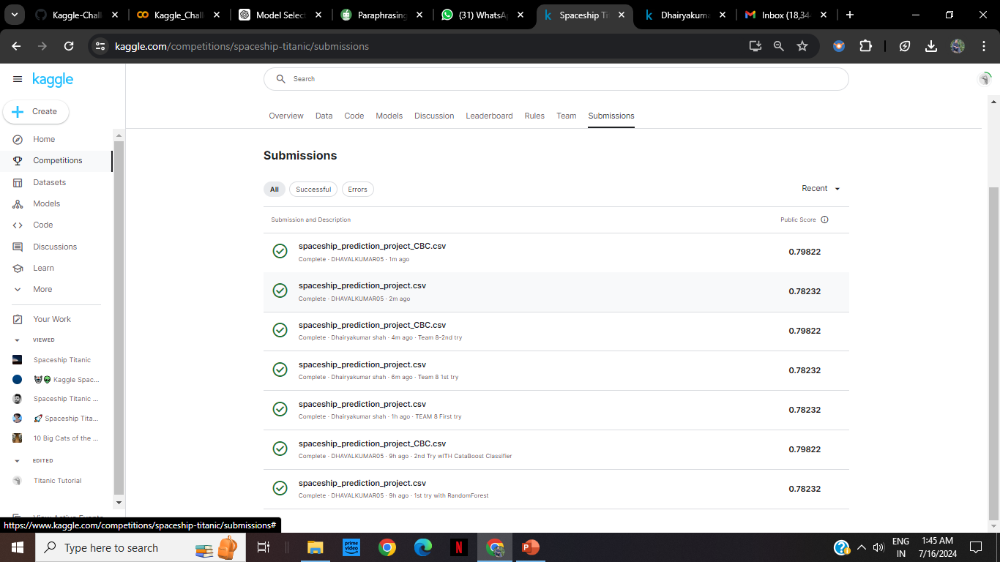 Kaggle-Chall
Kaggle_Chall
Model Select
Paraphrasing
(31) WhatsA
Spaceship Ti
Dhairyakuma
Inbox (18,34
kaggle.com/competitions/spaceship-titanic/submissions
kaggle
Search
Create
Overview Data Code Models Discussion Leaderboard Rules Team Submissions
Home
Competitions
Datasets
Models
Code
Discussions
Learn
More
Your Work
VIEWED
Spaceship Titanic
Kaggle Spac...
Spaceship Titanic ...
Spaceship Tita...
10 Big Cats of the ...
EDITED
Titanic Tutorial
Submissions
All Successful Errors
Recent
Submission and Description
Public Score
spaceship_prediction_project_CBC.csv
Complete · DHAVALKUMAR05 · 1m ago
0.79822
spaceship_prediction_project.csv
Complete · DHAVALKUMAR05 · 2m ago
0.78232
spaceship_prediction_project_CBC.csv
Complete · Dhairyakumar shah · 4m ago · Team 8-2nd try
0.79822
spaceship_prediction_project.csv
Complete · Dhairyakumar shah · 6m ago · Team 8 1st try
0.78232
spaceship_prediction_project.csv
Complete · Dhairyakumar shah · 1h ago · TEAM 8 First try
0.78232
spaceship_prediction_project_CBC.csv
Complete · DHAVALKUMAR05 · 9h ago · 2nd Try wITH CataBoost Classifier
0.79822
spaceship_prediction_project.csv
Complete · DHAVALKUMAR05 · 9h ago · 1st try with RandomForest
0.78232
View Active Events
https://www.kaggle.com/competitions/spaceship-titanic/submissions#
Type here to search
prime video
N
P
ENG
IN
1:45 AM
7/16/2024